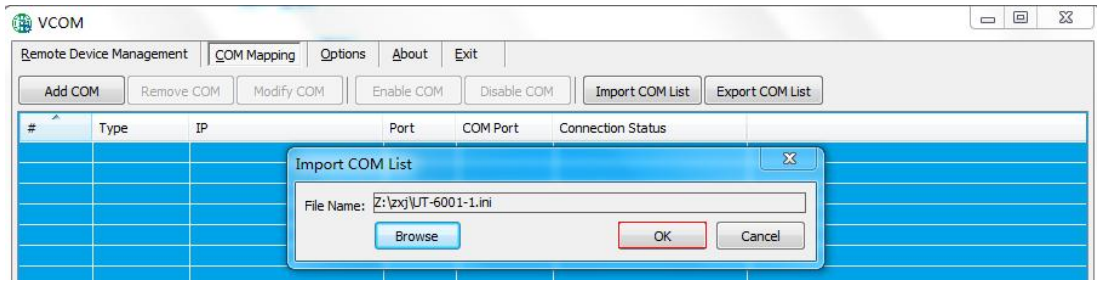 VCOM
Remote Device Management COM Mapping Options About Exit
Add COM Remove COM Modify COM Enable COM Disable COM Import COM List Export COM List
# Type IP Port COM Port Connection Status
Import COM List
File Name: Z:\zxj\UT-6001-1.ini
Browse OK Cancel